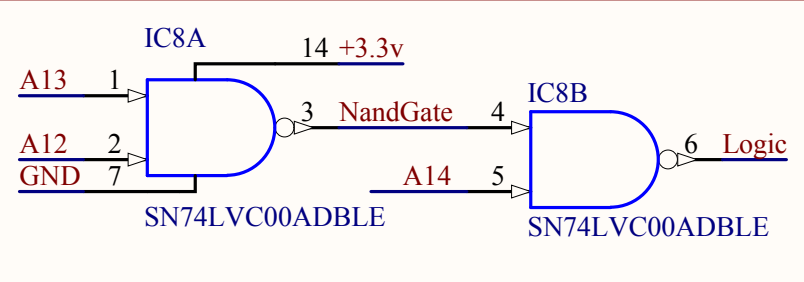 IC8A
14 +3.3v
A13 1
IC8B
3 NandGate 4
A12 2
6 Logic
GND 7
A14 5
SN74LVC00ADBLE
SN74LVC00ADBLE